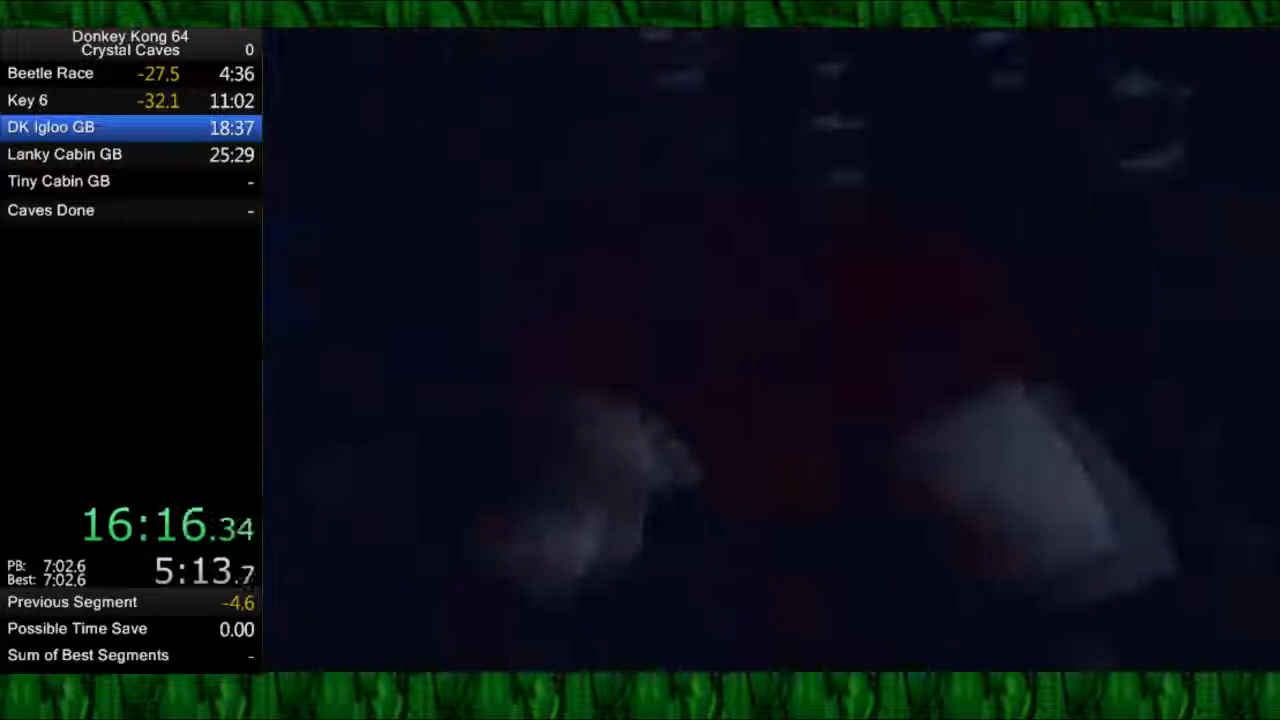 Donkey Kong 64
Crystal Caves 0
Beetle Race -27.5 4:36
Key 6 -32.1 11:02
DK Igloo GB 18:37
Lanky Cabin GB 25:29
Tiny Cabin GB -
Caves Done -
16:16.34
PB: 7:02.6
Best: 7:02.6
5:13.7
Previous Segment -4.6
Possible Time Save 0.00
Sum of Best Segments -